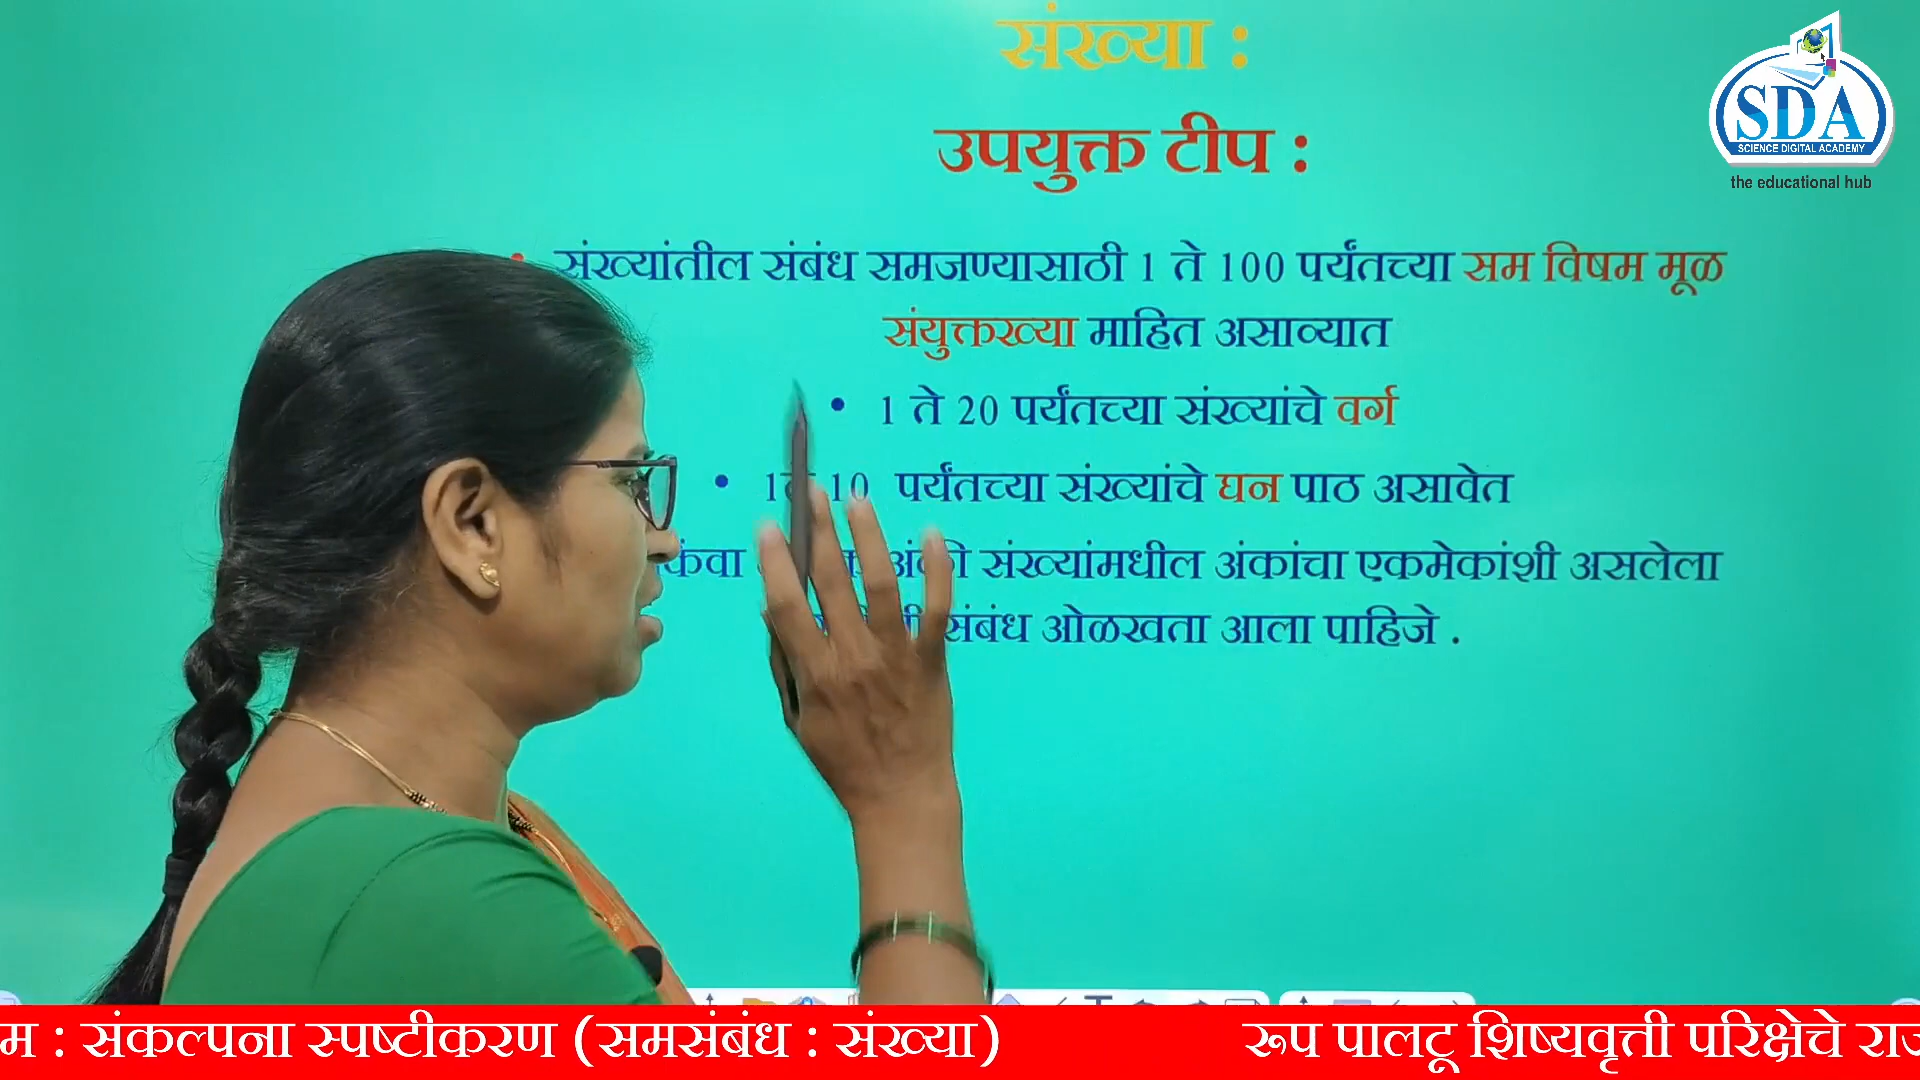 संख्या :
उपयुक्त टीप :
संख्यांतील संबंध समजण्यासाठी 1 ते 100 पर्यंतच्या सम विषम मूळ
संयुक्तख्या माहित असाव्यात
• 1 ते 20 पर्यंतच्या संख्यांचे वर्ग
• 10 पर्यंतच्या संख्यांचे घन पाठ असावेत
संख्यांमधील अंकांचा एकमेकांशी असलेला
संबंध ओळखता आला पाहिजे .
SDA
SCIENCE DIGITAL ACADEMY
the educational hub
म : संकल्पना स्पष्टीकरण (समसंबंध : संख्या) रूप पालटू शिष्यवृत्ती परिक्षेचे